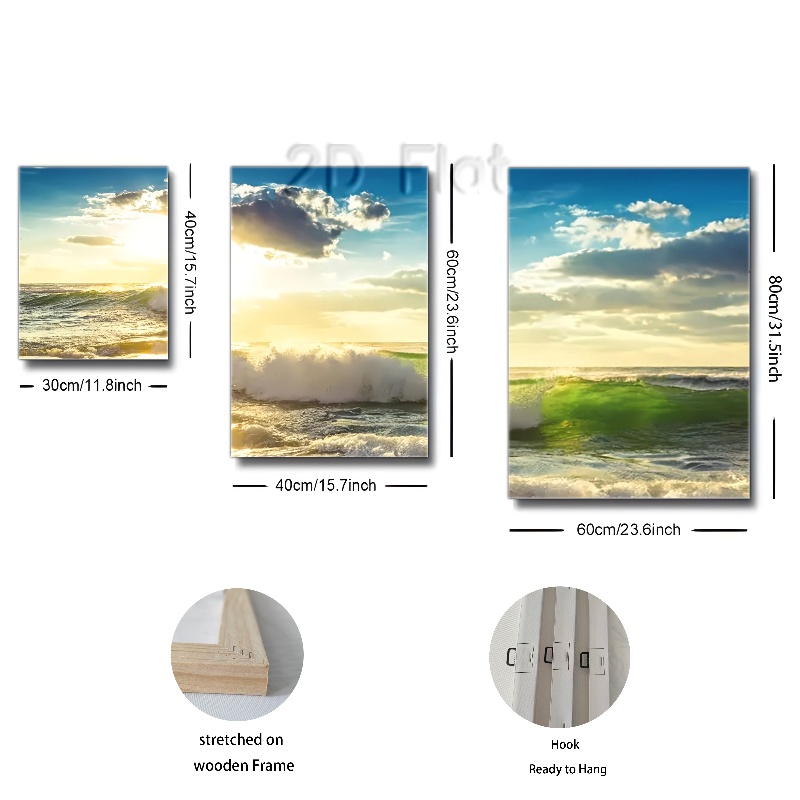 2D Flat
40cm/15.7inch
30cm/11.8inch
60cm/23.6inch
40cm/15.7inch
80cm/31.5inch
60cm/23.6inch
stretched on
wooden Frame
Hook
Ready to Hang